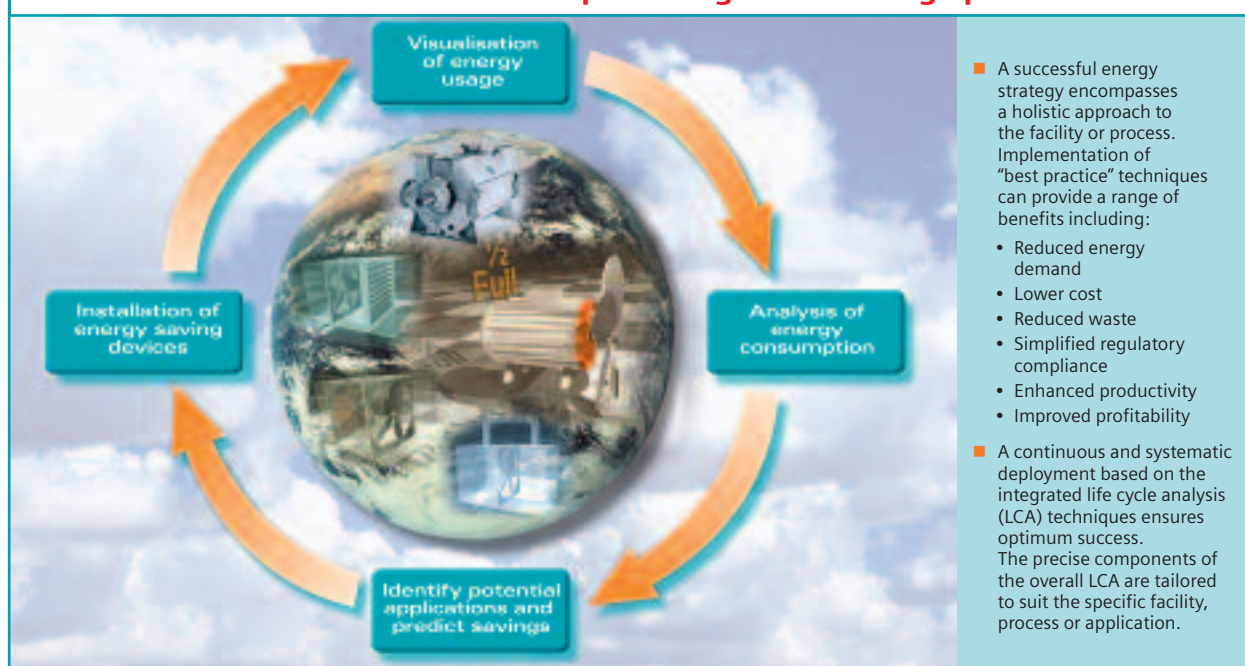 Visualisation
of energy
usage
Analysis of
energy
consumption
Identify potential
applications and
predict savings
Installation of
energy saving
devices
1/2
Full
■ A successful energy
strategy encompasses
a holistic approach to
the facility or process.
Implementation of
"best practice" techniques
can provide a range of
benefits including:
• Reduced energy
demand
• Lower cost
• Reduced waste
• Simplified regulatory
compliance
• Enhanced productivity
• Improved profitability
■ A continuous and systematic
deployment based on the
integrated life cycle analysis
(LCA) techniques ensures
optimum success.
The precise components of
the overall LCA are tailored
to suit the specific facility,
process or application.